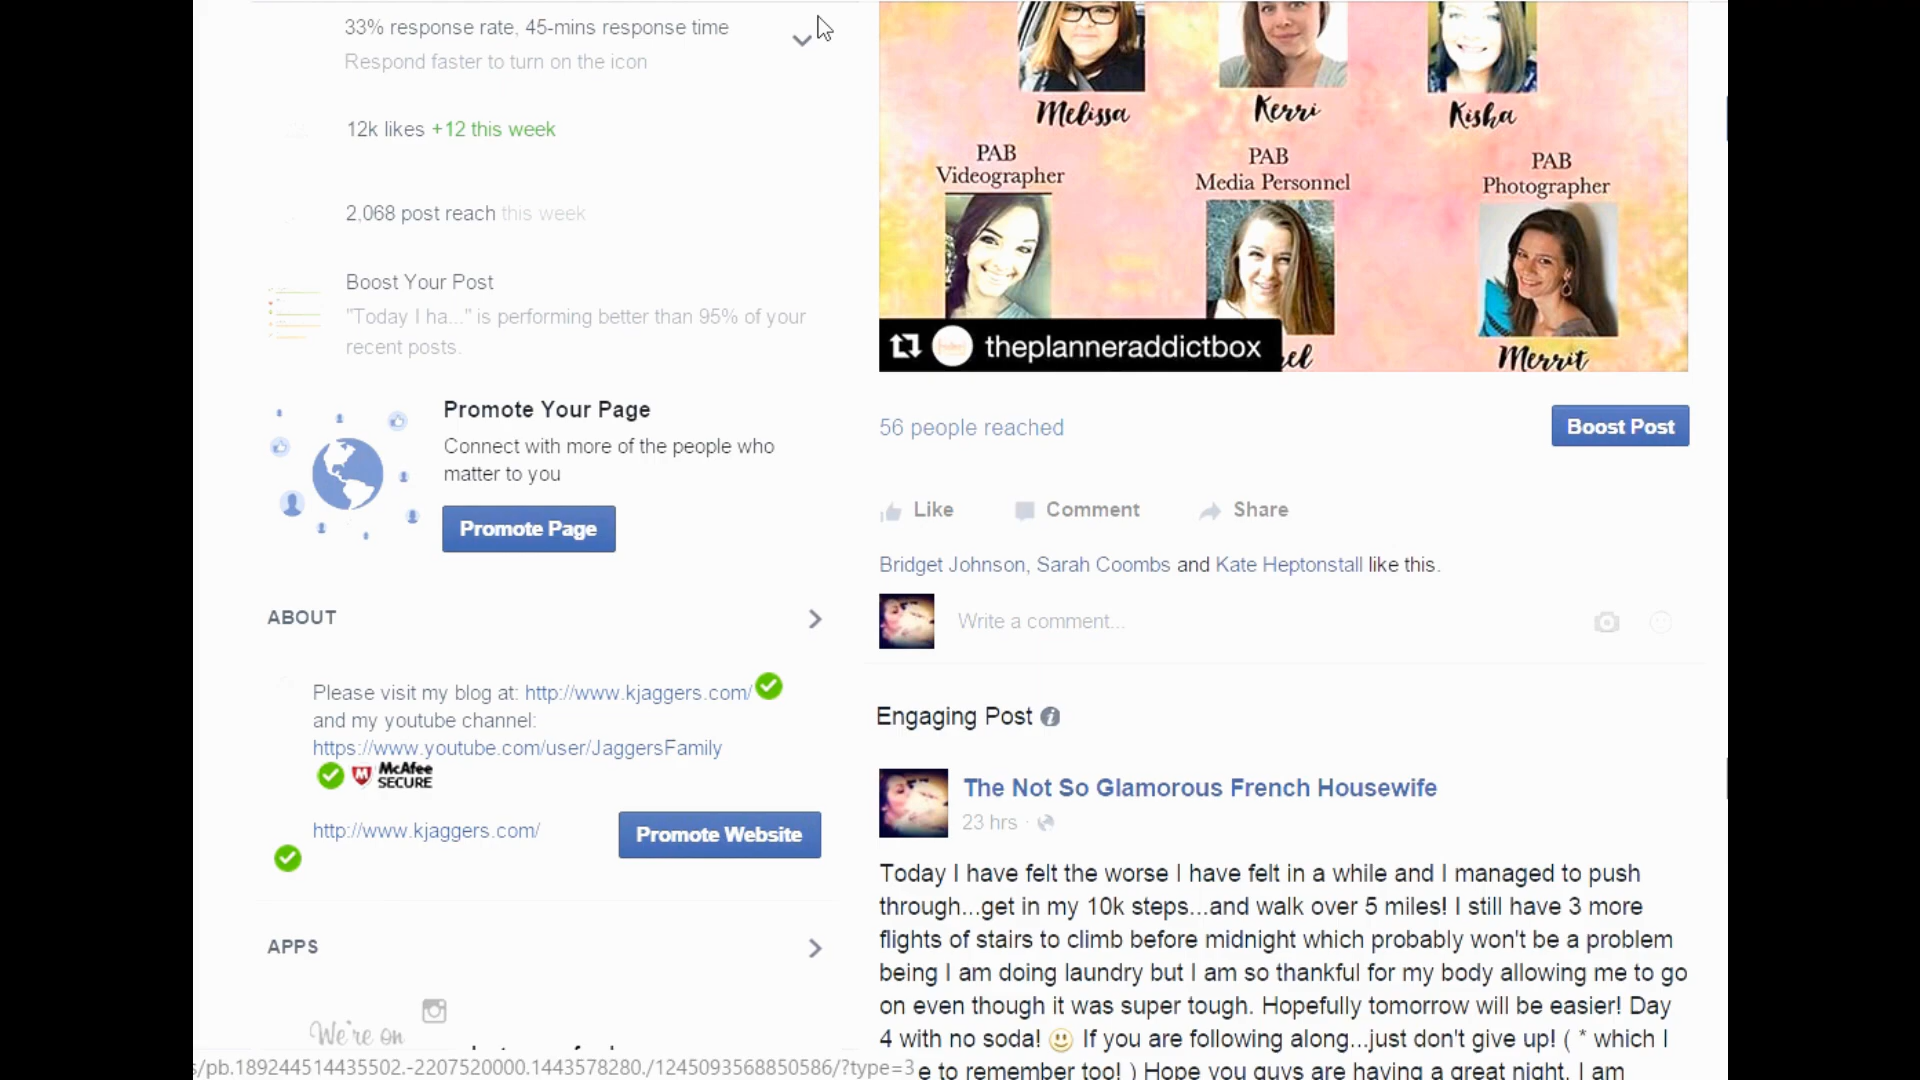 33% response rate, 45-mins response time
Respond faster to turn on the icon
12k likes +12 this week
2,068 post reach this week
Boost Your Post
"Today I ha..." is performing better than 95% of your
recent posts.
Promote Your Page
Connect with more of the people who
matter to you
Promote Page
ABOUT
Please visit my blog at: http://www.kjaggers.com/
and my youtube channel:
https://www.youtube.com/user/JaggersFamily
McAfee
SECURE
http://www.kjaggers.com/
Promote Website
APPS
We're on
s/pb.189244514435502.-2207520000.1443578280./1245093568850586/?type=3
Melissa
Kerri
Kisha
PAB
Videographer
PAB
Media Personnel
PAB
Photographer
theplanneraddictbox
Merrit
56 people reached
Boost Post
Like
Comment
Share
Bridget Johnson, Sarah Coombs and Kate Heptonstall like this.
Write a comment...
Engaging Post
The Not So Glamorous French Housewife
23 hrs ·
Today I have felt the worse I have felt in a while and I managed to push
through...get in my 10k steps...and walk over 5 miles! I still have 3 more
flights of stairs to climb before midnight which probably won't be a problem
being I am doing laundry but I am so thankful for my body allowing me to go
on even though it was super tough. Hopefully tomorrow will be easier! Day
4 with no soda! If you are following along...just don't give up! ( * which I
e to remember too! ) Hope you guys are having a great night. I am